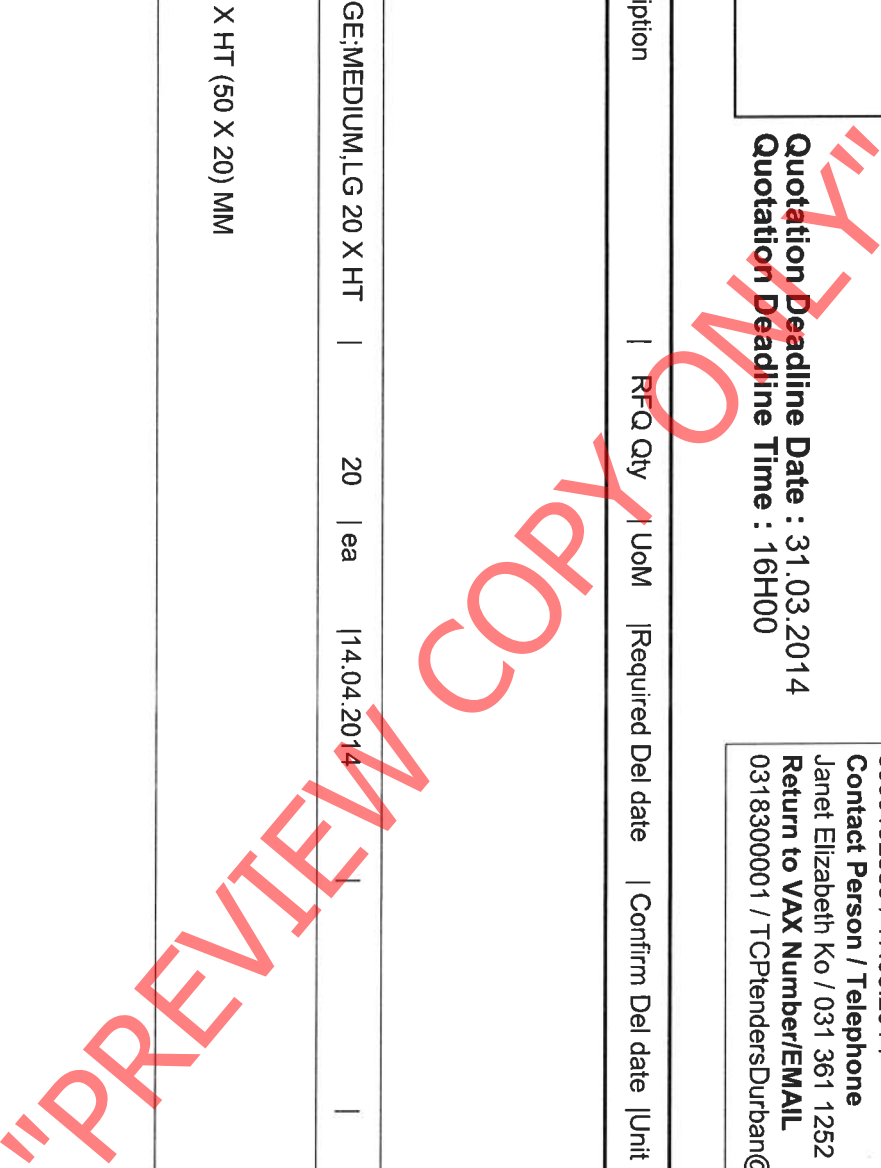 Contact Person / Telephone
Janet Elizabeth Ko / 031 361 1252
Return to VAX Number/EMAIL
0318300001 / TCPtendersDurban@
Quotation Deadline Date : 31.03.2014
Quotation Deadline Time : 16H00
iption | RFQ Qty | UoM |Required Del date | Confirm Del date |Unit
GE;MEDIUM,LG 20 X HT | 20 | ea |14.04.2014 | |
X HT (50 X 20) MM
"PREVIEW COPY ONLY"